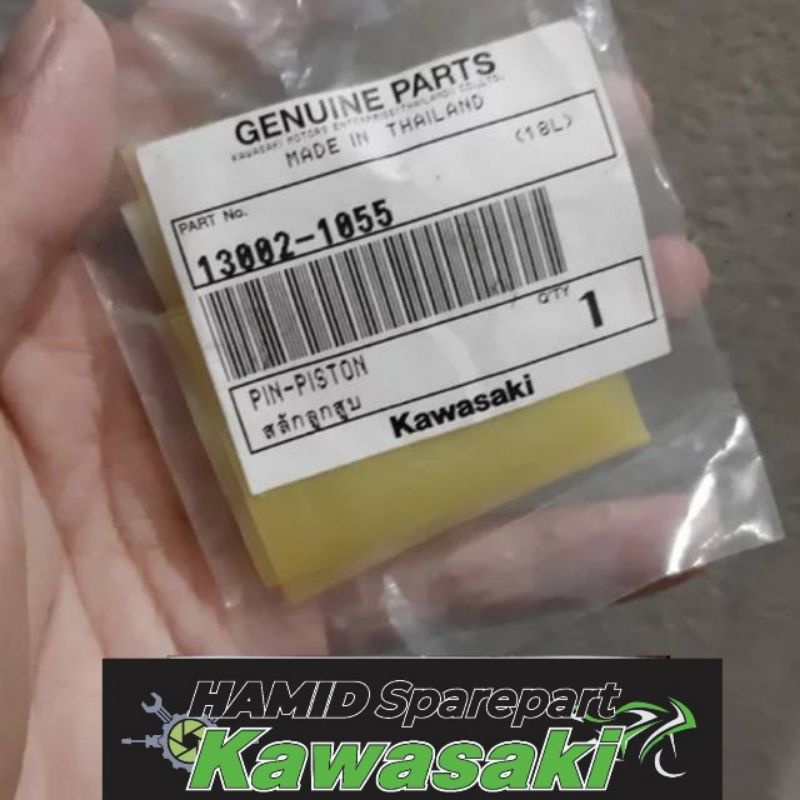 GENUINE PARTS
KAWASAKI MOTORS ENTERPRISE(THAILAND) CO.,LTD.
MADE IN THAILAND
(18L)
PART No.
13002-1055
Q'TY 1
PIN-PISTON
สลักลูกสูบ
Kawasaki
HAMID Sparepart
Kawasaki